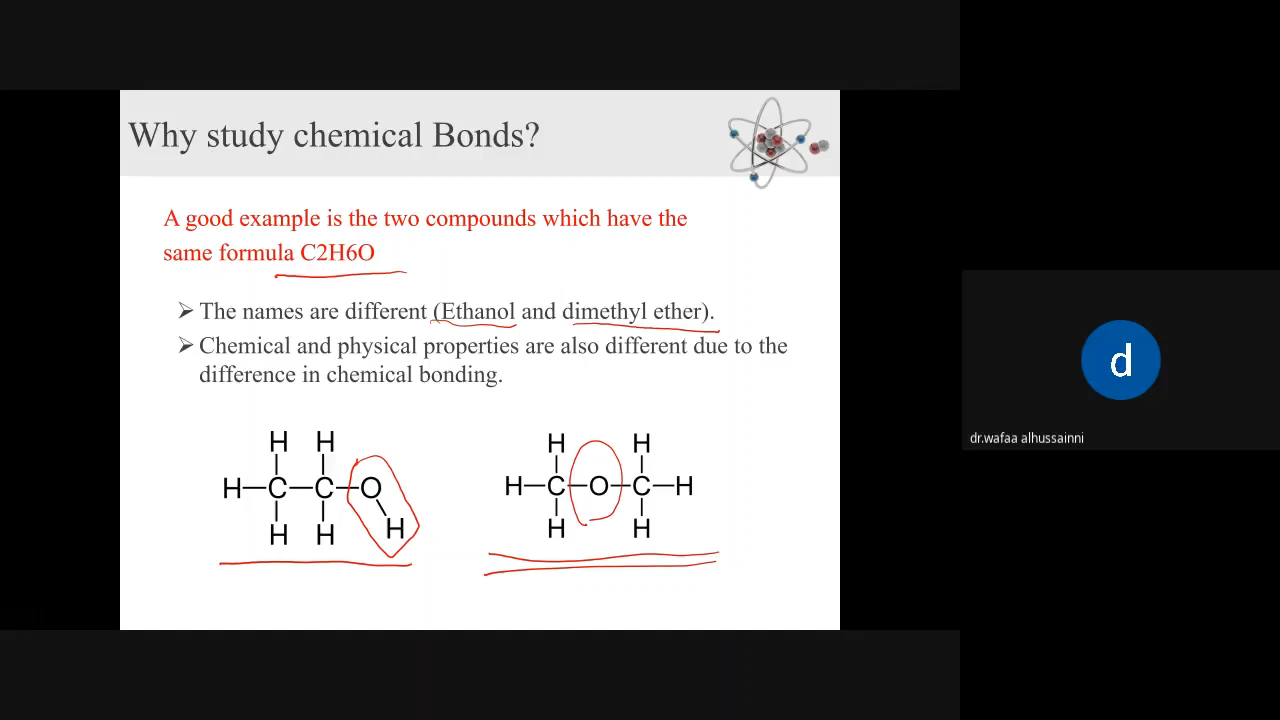 Why study chemical Bonds?
A good example is the two compounds which have the
same formula C2H6O
➢ The names are different (Ethanol and dimethyl ether).
➢ Chemical and physical properties are also different due to the
difference in chemical bonding.
H H
H C C O
H H H
H H
H C O C H
H H
d
dr.wafaa alhussainni